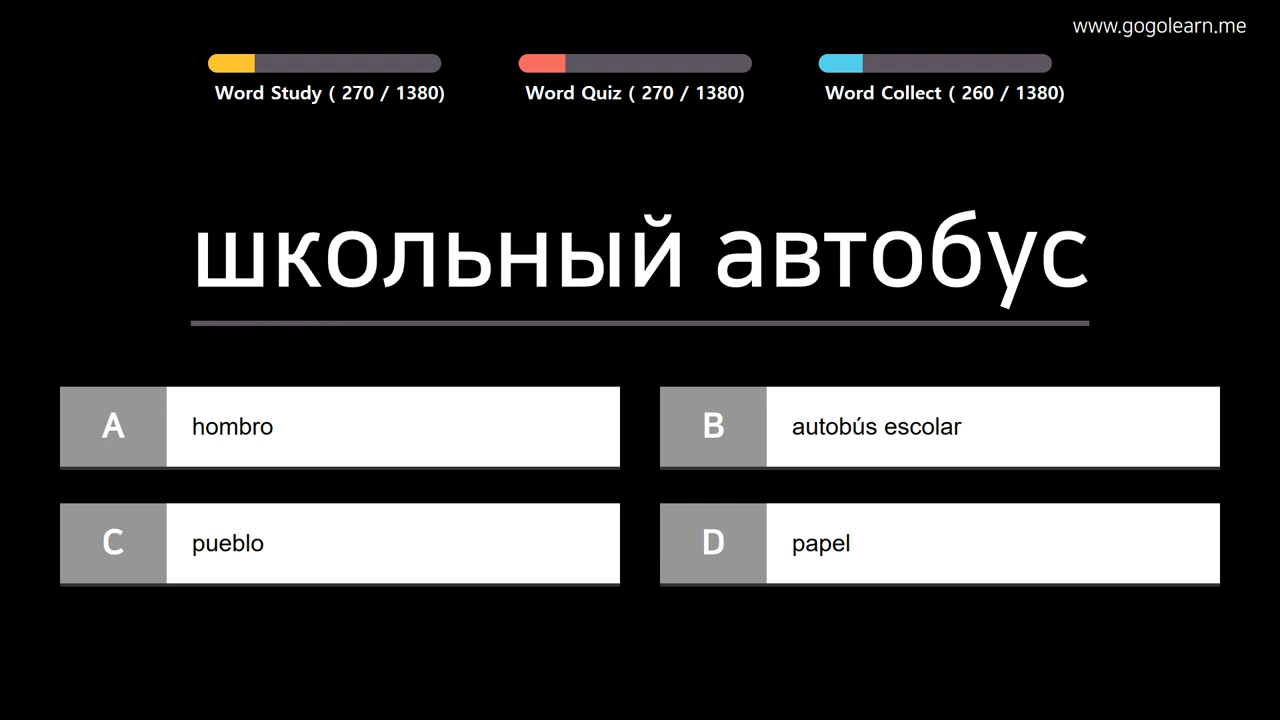 www.gogolearn.me
Word Study ( 270 / 1380)
Word Quiz ( 270 / 1380)
Word Collect ( 260 / 1380)
школьный автобус
A hombro
B autobús escolar
C pueblo
D papel